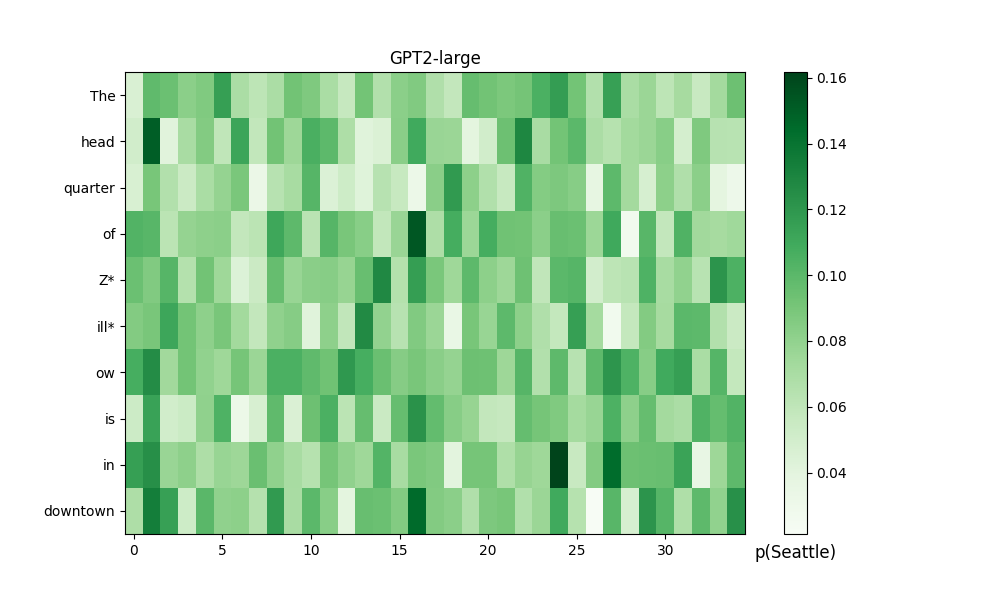 GPT2-large
The
head
quarter
of
Z*
ill*
ow
is
in
downtown
0 5 10 15 20 25 30
0.16
0.14
0.12
0.10
0.08
0.06
0.04
p(Seattle)